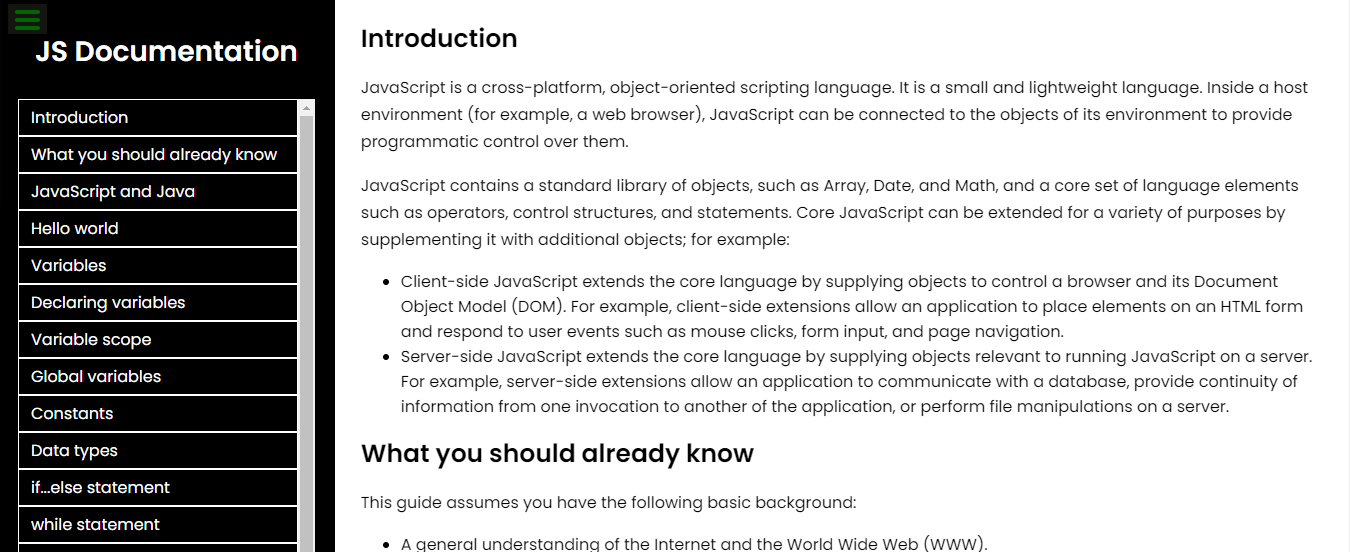 JS Documentation
Introduction
What you should already know
JavaScript and Java
Hello world
Variables
Declaring variables
Variable scope
Global variables
Constants
Data types
if...else statement
while statement
Introduction
JavaScript is a cross-platform, object-oriented scripting language. It is a small and lightweight language. Inside a host
environment (for example, a web browser), JavaScript can be connected to the objects of its environment to provide
programmatic control over them.
JavaScript contains a standard library of objects, such as Array, Date, and Math, and a core set of language elements
such as operators, control structures, and statements. Core JavaScript can be extended for a variety of purposes by
supplementing it with additional objects; for example:
• Client-side JavaScript extends the core language by supplying objects to control a browser and its Document
Object Model (DOM). For example, client-side extensions allow an application to place elements on an HTML form
and respond to user events such as mouse clicks, form input, and page navigation.
• Server-side JavaScript extends the core language by supplying objects relevant to running JavaScript on a server.
For example, server-side extensions allow an application to communicate with a database, provide continuity of
information from one invocation to another of the application, or perform file manipulations on a server.
What you should already know
This guide assumes you have the following basic background:
• A general understanding of the Internet and the World Wide Web (WWW).